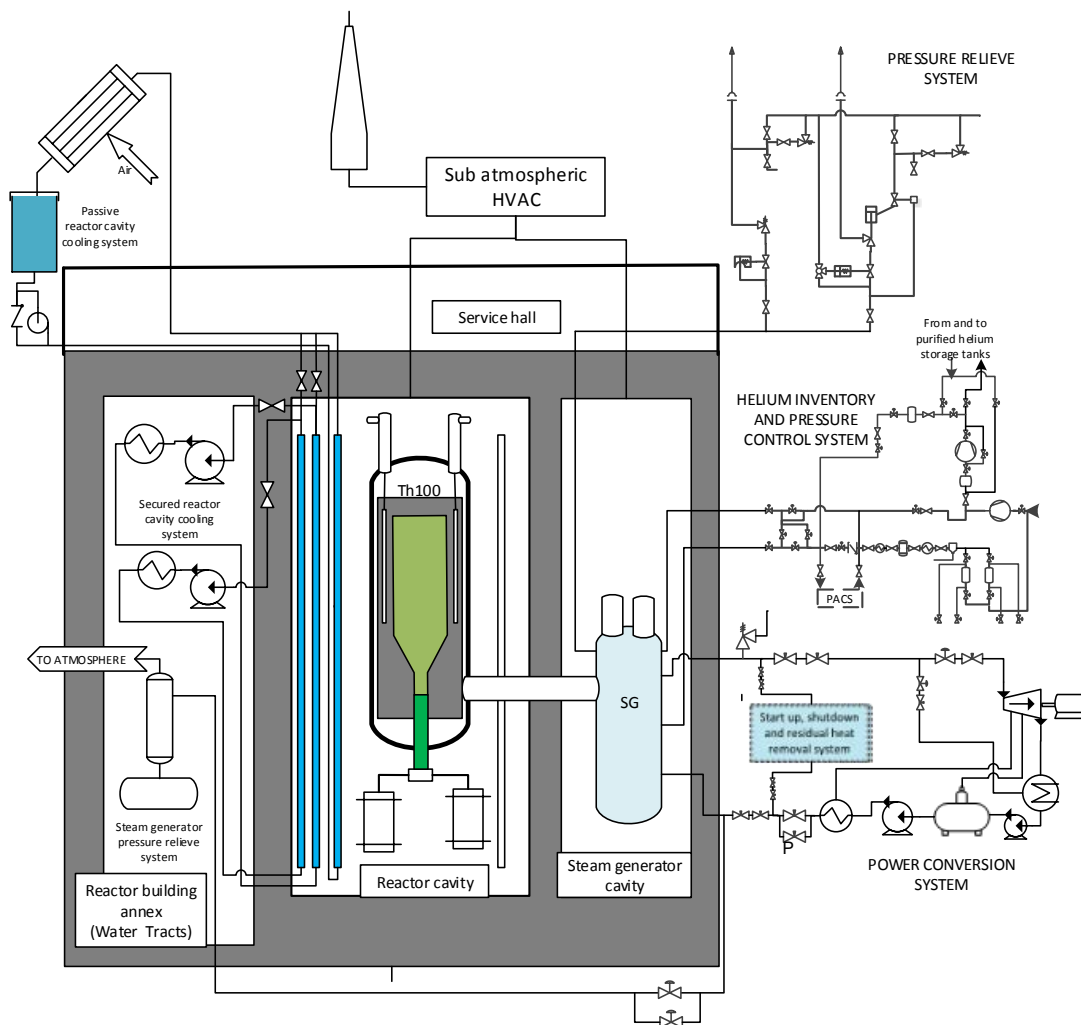 PRESSURE RELIEVE
SYSTEM
Air
Passive
reactor cavity
cooling system
Sub atmospheric
HVAC
Service hall
From and to
purified helium
storage tanks
HELIUM INVENTORY
AND PRESSURE
CONTROL SYSTEM
Th100
Secured reactor
cavity cooling
system
PACS
TO ATMOSPHERE
SG
Start up, shutdown
and residual heat
removal system
Steam generator
pressure relieve
system
P
POWER CONVERSION
SYSTEM
Reactor cavity
Steam generator
cavity
Reactor building
annex
(Water Tracts)